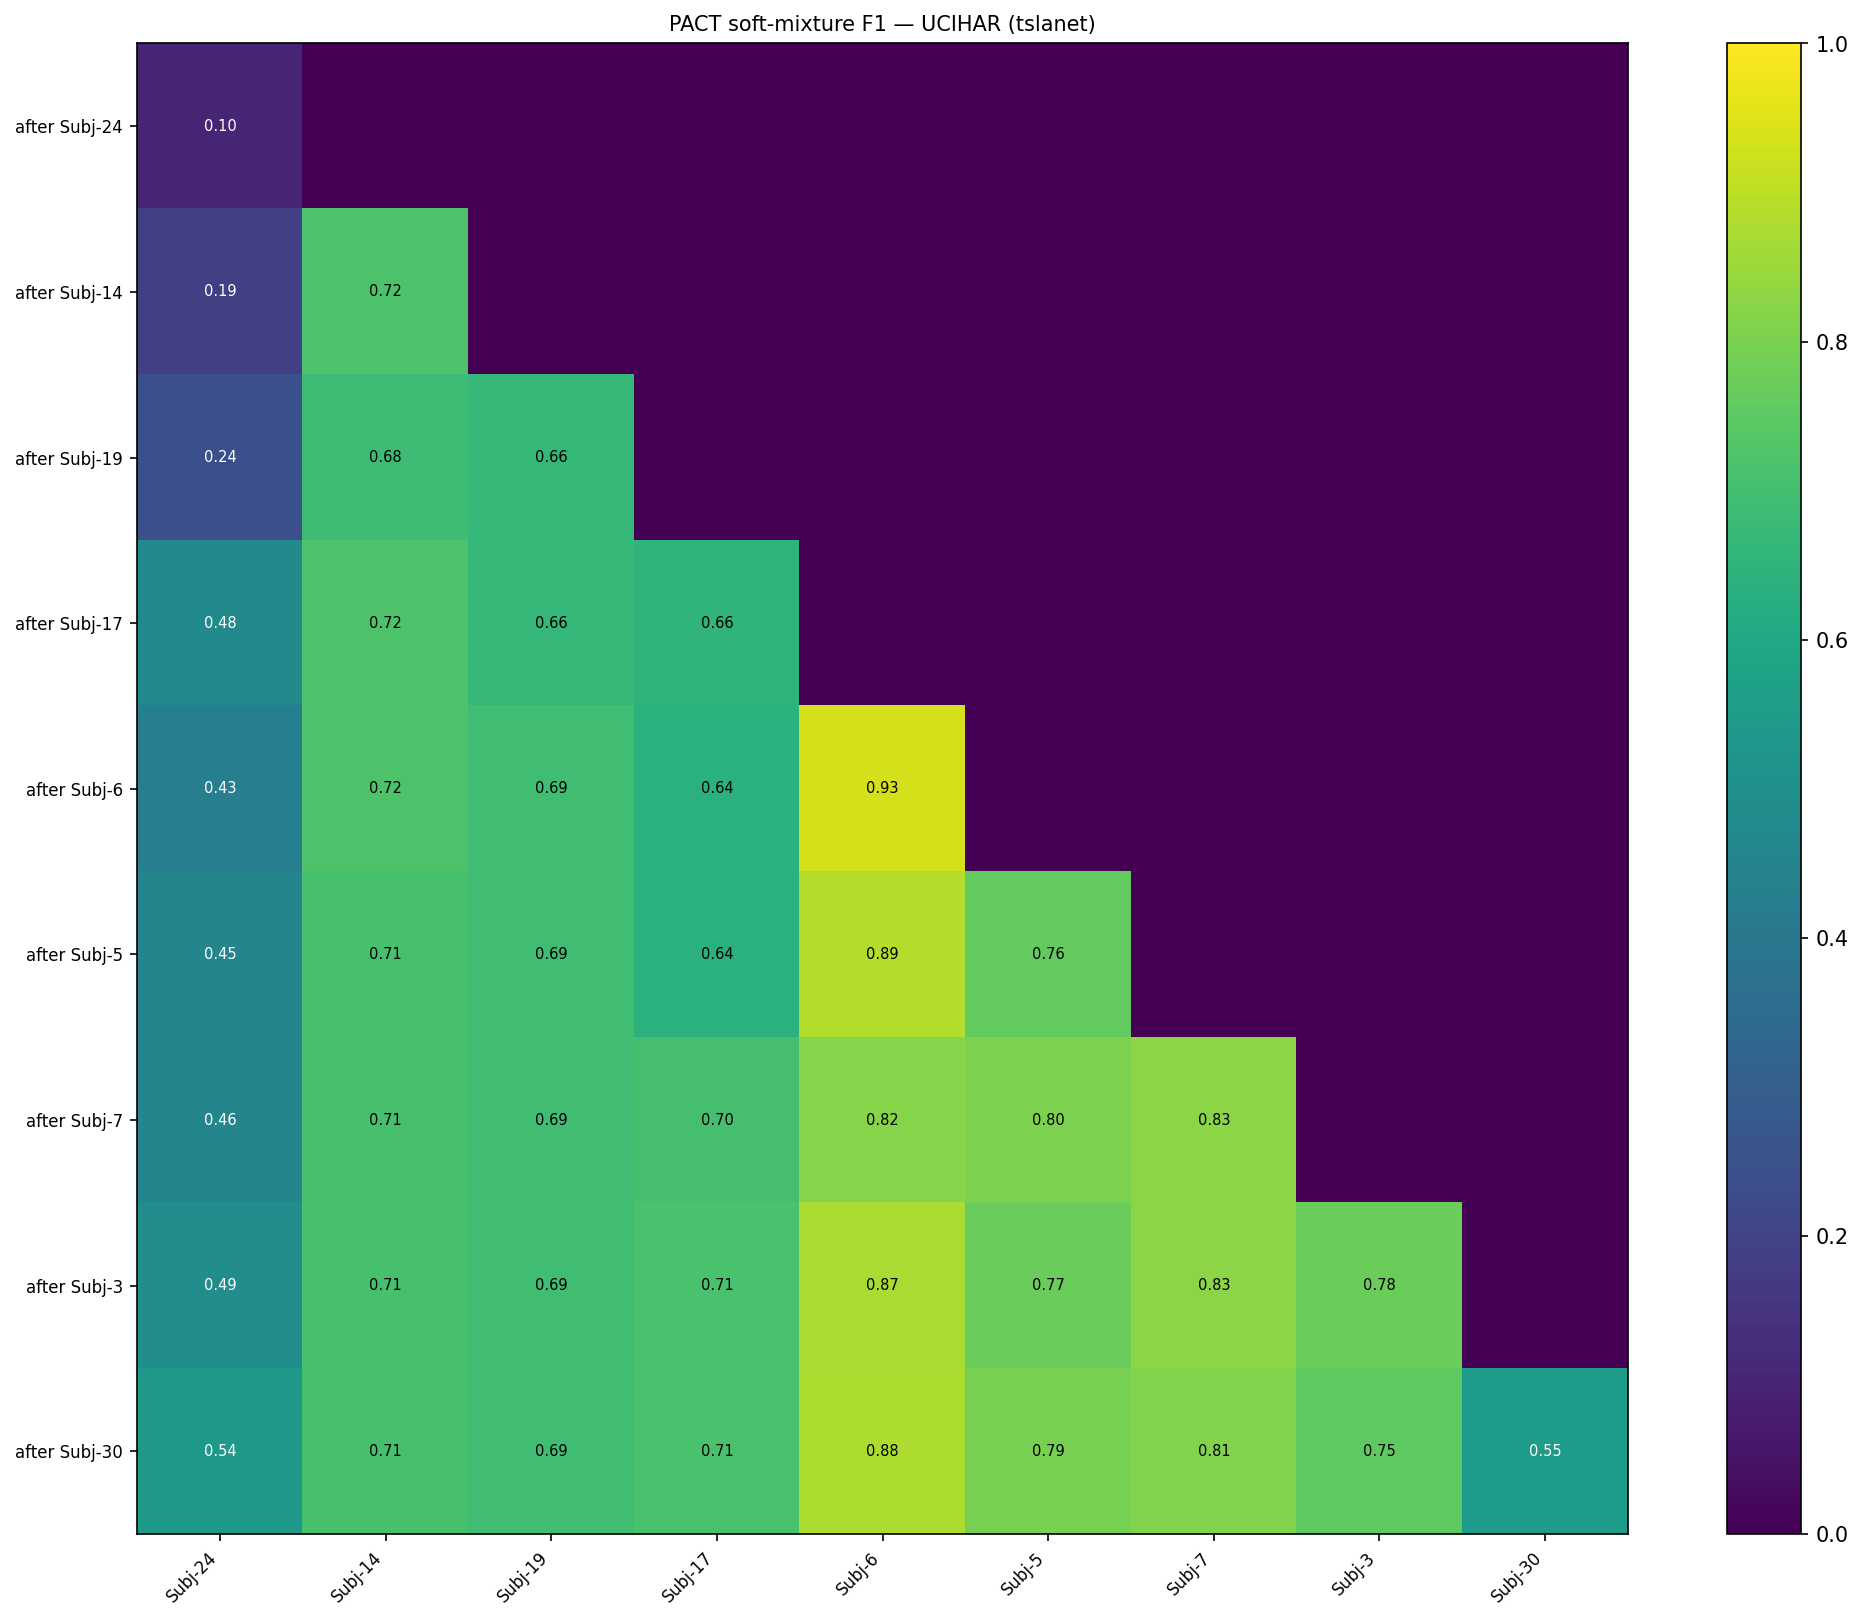 PACT soft-mixture F1 — UCIHAR (tslanet)
1.0
after Subj-24 0.10
after Subj-14 0.19 0.72
0.8
after Subj-19 0.24 0.68 0.66
after Subj-17 0.48 0.72 0.66 0.66
0.6
after Subj-6 0.43 0.72 0.69 0.64 0.93
0.4
after Subj-5 0.45 0.71 0.69 0.64 0.89 0.76
after Subj-7 0.46 0.71 0.69 0.70 0.82 0.80 0.83
0.2
after Subj-3 0.49 0.71 0.69 0.71 0.87 0.77 0.83 0.78
after Subj-30 0.54 0.71 0.69 0.71 0.88 0.79 0.81 0.75 0.55
0.0
Subj-24 Subj-14 Subj-19 Subj-17 Subj-6 Subj-5 Subj-7 Subj-3 Subj-30